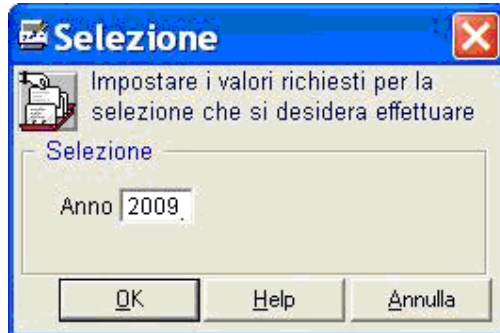 Selezione
Impostare i valori richiesti per la
selezione che si desidera effettuare
Selezione
Anno 2009
OK Help Annulla